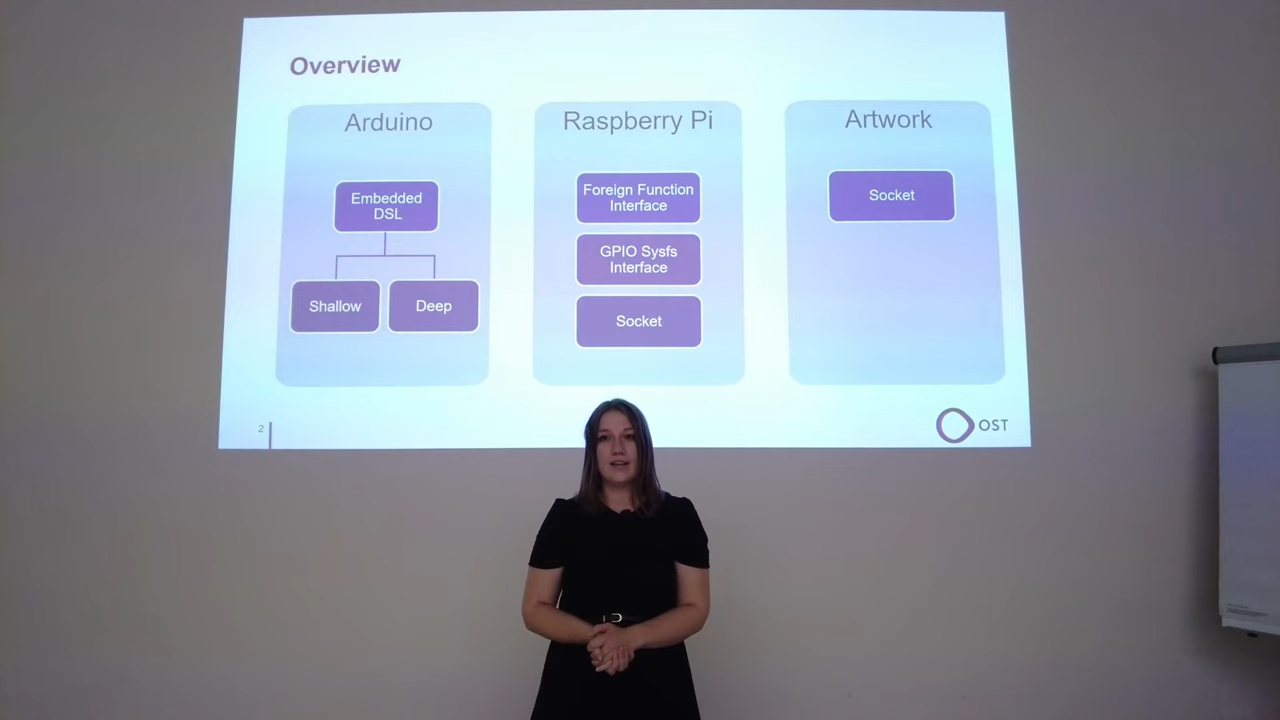 Overview
Arduino
Embedded
DSL
Shallow
Deep
Raspberry Pi
Foreign Function
Interface
GPIO Sysfs
Interface
Socket
Artwork
Socket
2
OST